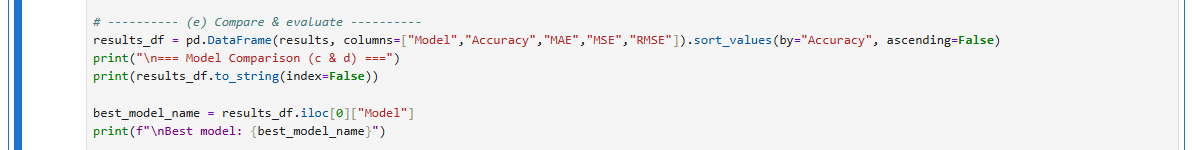 # ---------- (e) Compare & evaluate ----------
results_df = pd.DataFrame(results, columns=["Model","Accuracy","MAE","MSE","RMSE"]).sort_values(by="Accuracy", ascending=False)
print("\n=== Model Comparison (c & d) ===")
print(results_df.to_string(index=False))
best_model_name = results_df.iloc[0]["Model"]
print(f"\nBest model: {best_model_name}")